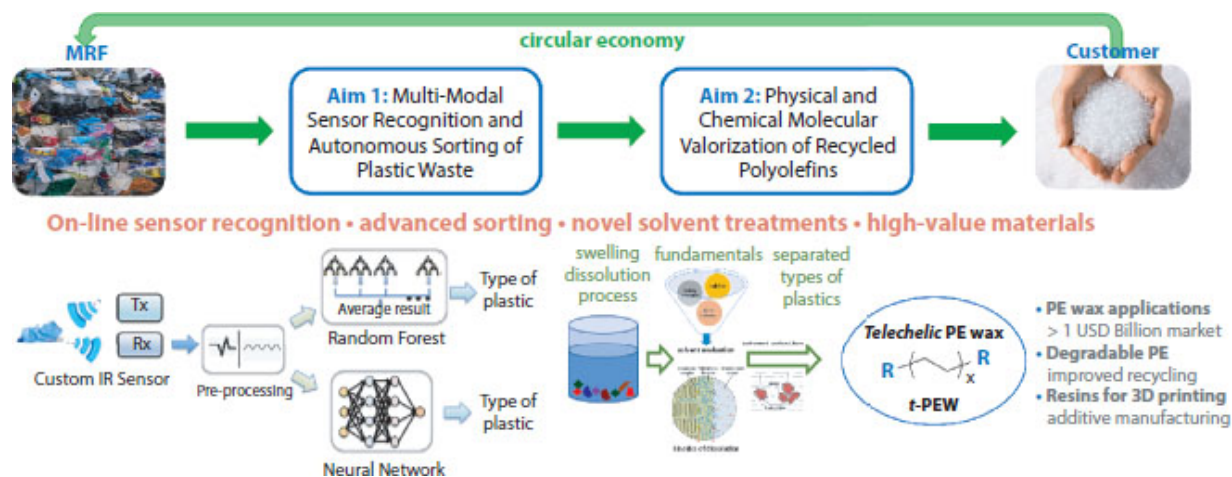 circular economy
MRF
Customer
Aim 1: Multi-Modal
Sensor Recognition and
Autonomous Sorting of
Plastic Waste
Aim 2: Physical and
Chemical Molecular
Valorization of Recycled
Polyolefins
On-line sensor recognition • advanced sorting • novel solvent treatments • high-value materials
Tx
Rx
Custom IR Sensor
Pre-processing
Average result
Random Forest
Type of
plastic
Neural Network
Type of
plastic
swelling
dissolution
process
fundamentals
separated
types of
plastics
Telechelic PE wax
R
R
x
t-PEW
• PE wax applications
> 1 USD Billion market
• Degradable PE
improved recycling
• Resins for 3D printing
additive manufacturing